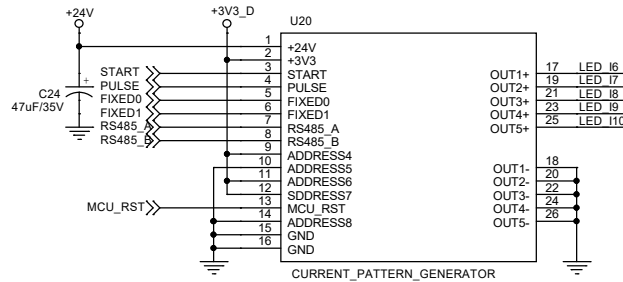 +24V
+3V3_D
U20
1 +24V
2 +3V3
START 3 START
PULSE 4 PULSE
FIXED0 5 FIXED0
FIXED1 6 FIXED1
RS485_A 7 RS485_A
RS485_B 8 RS485_B
9 ADDRESS4
10 ADDRESS5
11 ADDRESS6
12 SDDRESS7
MCU_RST 13 MCU_RST
14 ADDRESS8
15 GND
16 GND
C24
+
47uF/35V
OUT1+ 17 LED_I6
OUT2+ 19 LED_I7
OUT3+ 21 LED_I8
OUT4+ 23 LED_I9
OUT5+ 25 LED_I10
OUT1- 18
OUT2- 20
OUT3- 22
OUT4- 24
OUT5- 26
CURRENT_PATTERN_GENERATOR